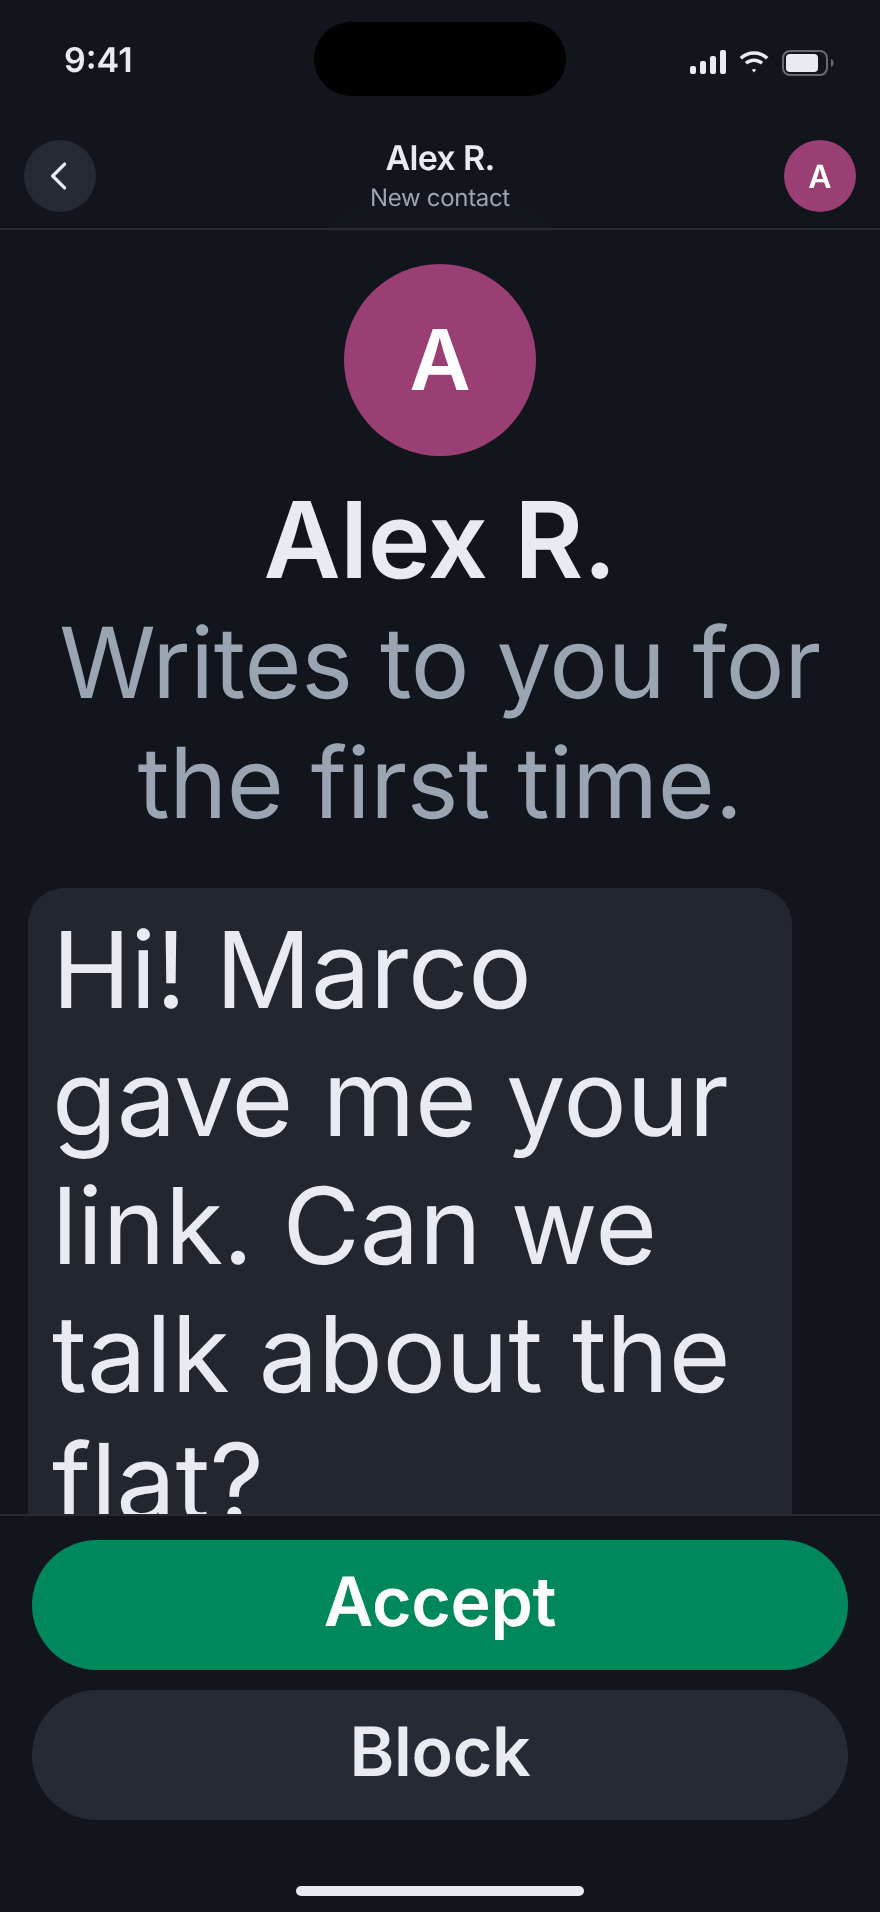 9:41
Alex R.
New contact
A
A
Alex R.
Writes to you for
the first time.
Hi! Marco
gave me your
link. Can we
talk about the
flat?
Accept
Block